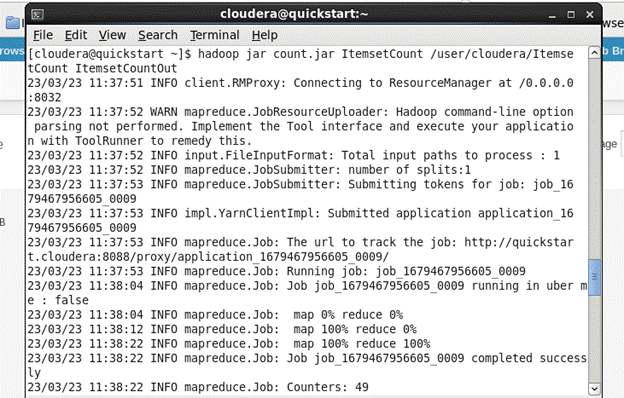 cloudera@quickstart:~
File Edit View Search Terminal Help
[cloudera@quickstart ~]$ hadoop jar count.jar ItemsetCount /user/cloudera/Itemse
tCount ItemsetCountOut
23/03/23 11:37:51 INFO client.RMProxy: Connecting to ResourceManager at /0.0.0.0
:8032
23/03/23 11:37:52 WARN mapreduce.JobResourceUploader: Hadoop command-line option
 parsing not performed. Implement the Tool interface and execute your applicatio
n with ToolRunner to remedy this.
23/03/23 11:37:52 INFO input.FileInputFormat: Total input paths to process : 1
23/03/23 11:37:52 INFO mapreduce.JobSubmitter: number of splits:1
23/03/23 11:37:53 INFO mapreduce.JobSubmitter: Submitting tokens for job: job_16
79467956605_0009
23/03/23 11:37:53 INFO impl.YarnClientImpl: Submitted application application_16
79467956605_0009
23/03/23 11:37:53 INFO mapreduce.Job: The url to track the job: http://quickstar
t.cloudera:8088/proxy/application_1679467956605_0009/
23/03/23 11:37:53 INFO mapreduce.Job: Running job: job_1679467956605_0009
23/03/23 11:38:04 INFO mapreduce.Job: Job job_1679467956605_0009 running in uber m
e : false
23/03/23 11:38:04 INFO mapreduce.Job:  map 0% reduce 0%
23/03/23 11:38:12 INFO mapreduce.Job:  map 100% reduce 0%
23/03/23 11:38:22 INFO mapreduce.Job:  map 100% reduce 100%
23/03/23 11:38:22 INFO mapreduce.Job: Job job_1679467956605_0009 completed success
ly
23/03/23 11:38:22 INFO mapreduce.Job: Counters: 49